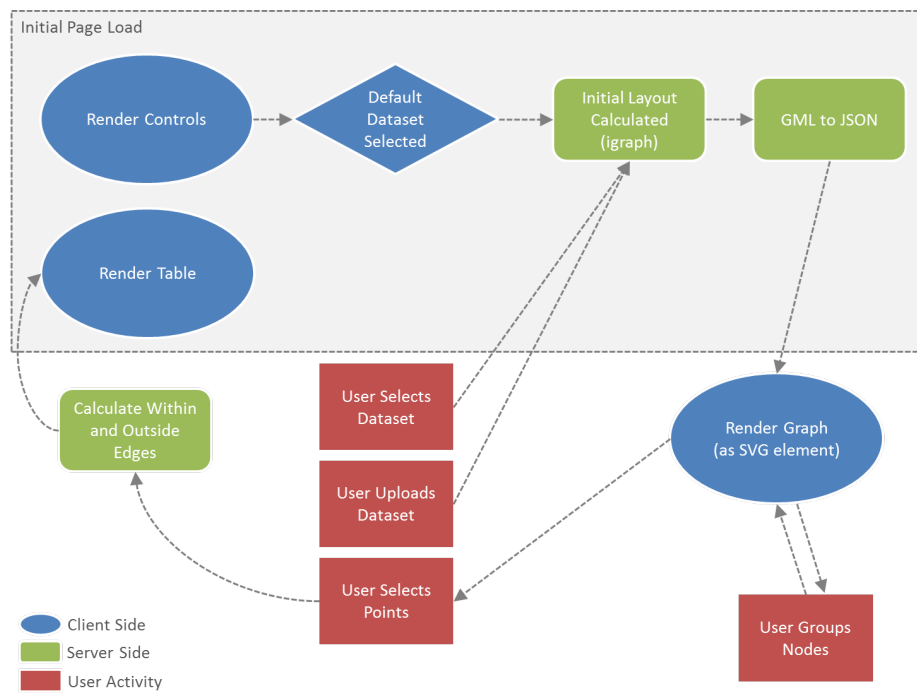 Initial Page Load
Render Controls
Default
Dataset
Selected
Initial Layout
Calculated
(igraph)
GML to JSON
Render Table
User Selects
Dataset
Calculate Within
and Outside
Edges
Render Graph
(as SVG element)
User Uploads
Dataset
User Selects
Points
User Groups
Nodes
Client Side
Server Side
User Activity